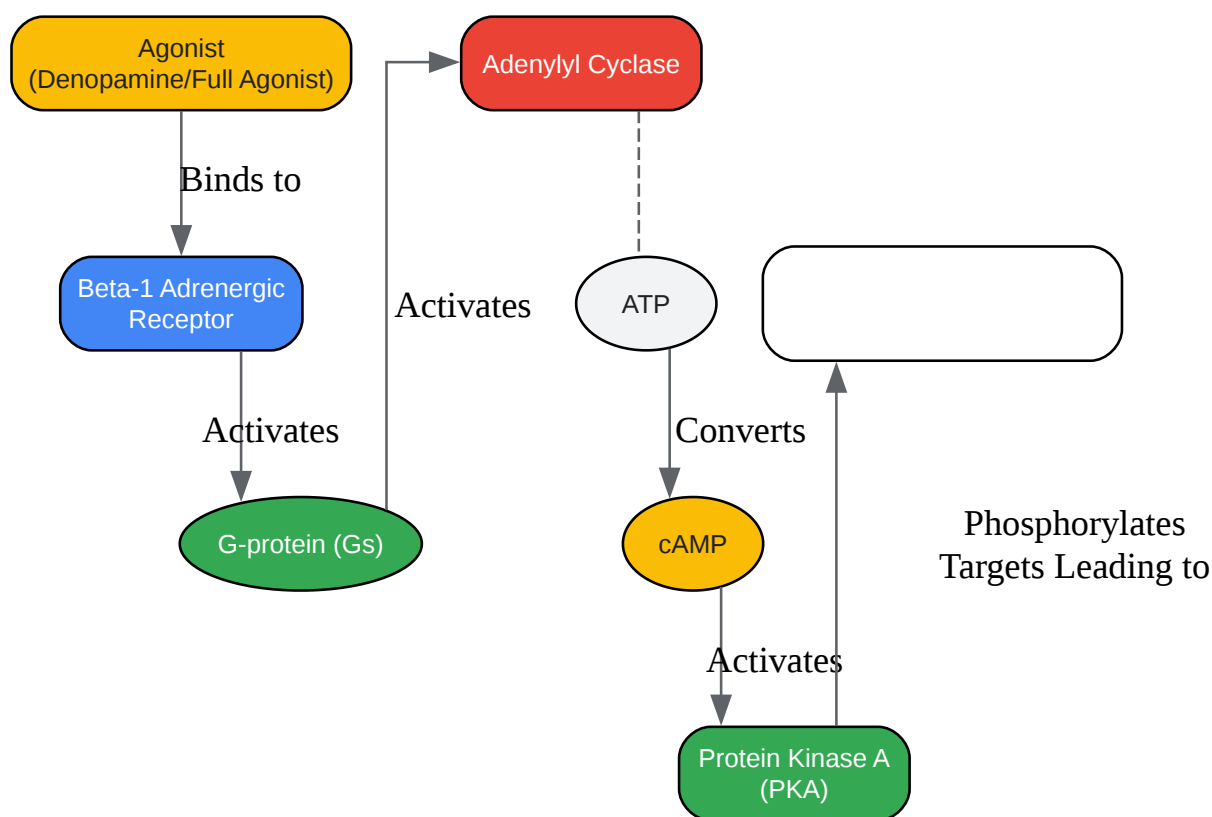 Agonist
(Denopamine/Full Agonist)
Adenylyl Cyclase
Binds to
Beta-1 Adrenergic
Receptor
Activates
ATP
Activates
Converts
G-protein (Gs)
cAMP
Phosphorylates
Targets Leading to
Activates
Protein Kinase A
(PKA)